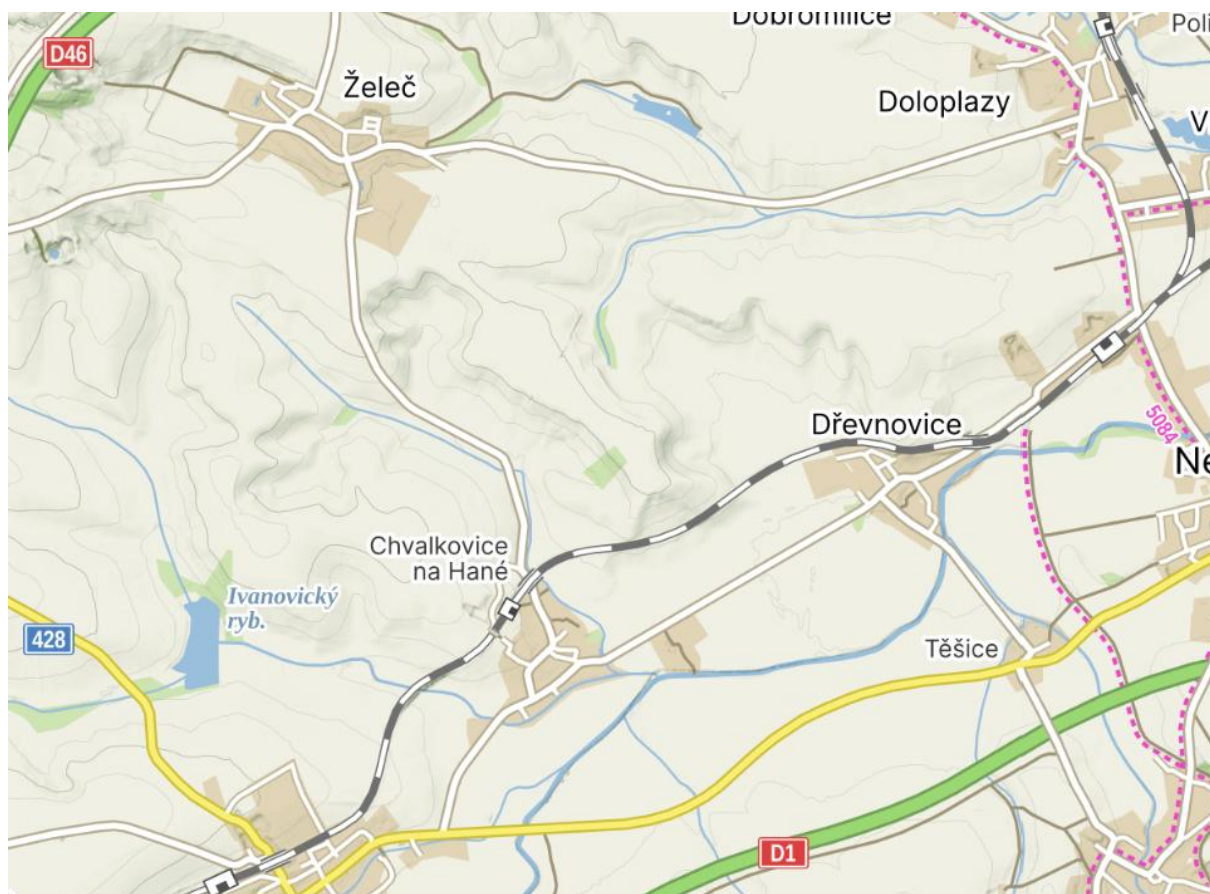 Dobromilice
Poli
D46
Želeč
Doloplazy
V
Dřevnovice
5084
Ne
Chvalkovice
na Hané
Ivanovický
ryb.
428
Těšice
D1